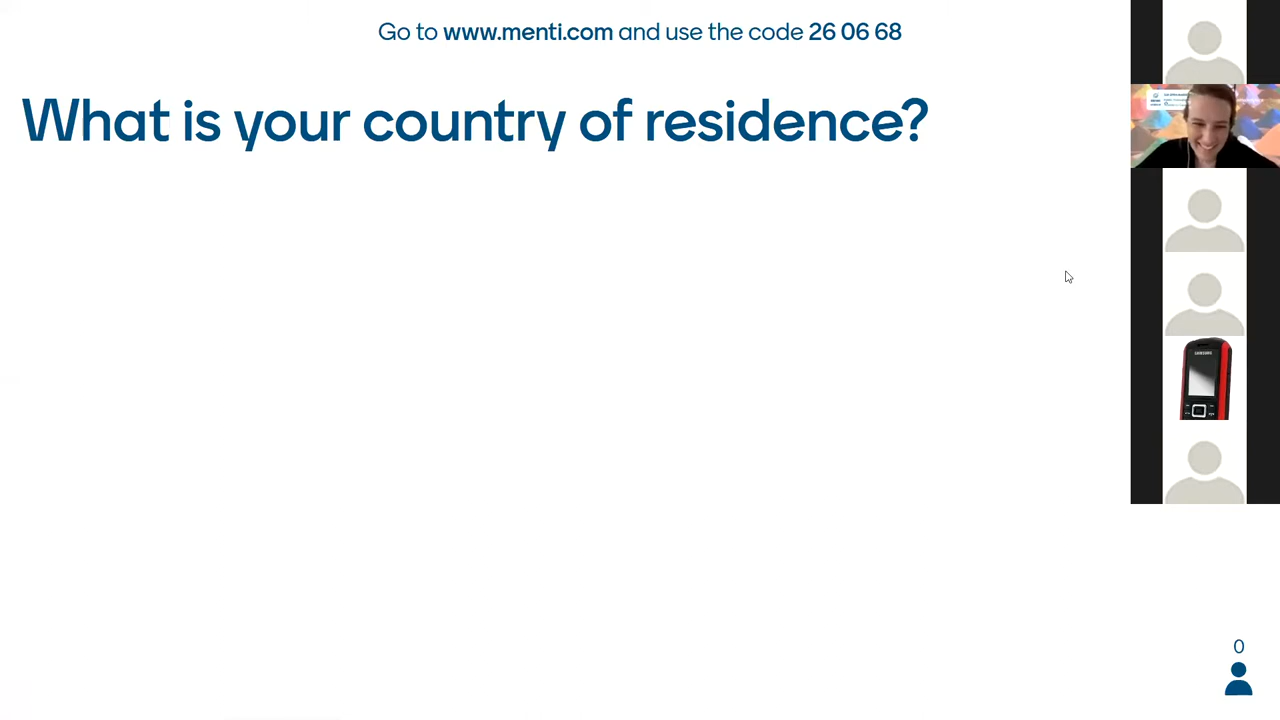 Go to www.menti.com and use the code 26 06 68
What is your country of residence?
SAMSUNG
0